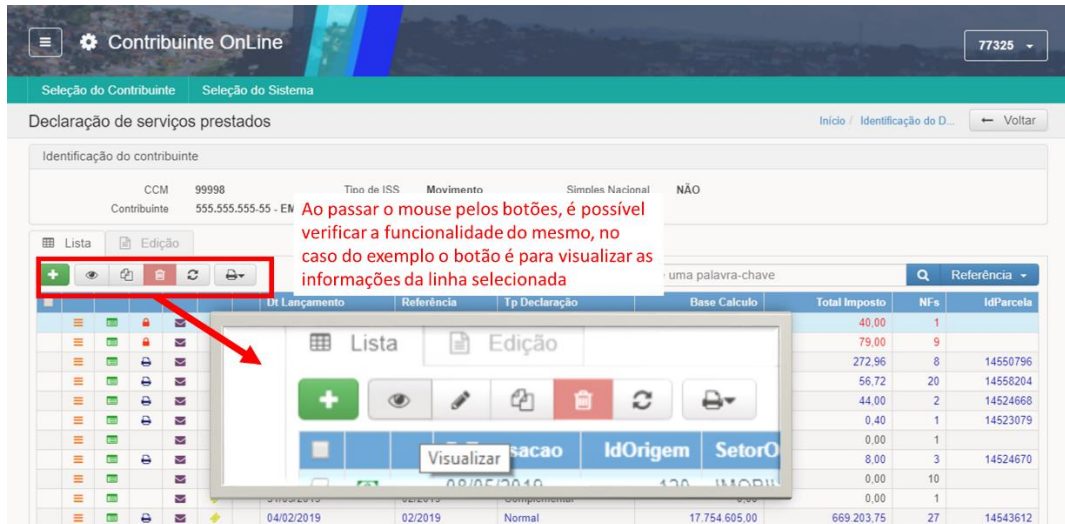 Contribuinte OnLine
77325
Seleção do Contribuinte Seleção do Sistema
Declaração de serviços prestados
Início / Identificação do D...
← Voltar
Identificação do contribuinte
CCM 99998 Tipo de ISS Movimento Simples Nacional NÃO
Contribuinte 555.555.555-55 - EM
Ao passar o mouse pelos botões, é possível
verificar a funcionalidade do mesmo, no
caso do exemplo o botão é para visualizar as
informações da linha selecionada
Lista Edição
uma palavra-chave
Referência
Dt Lançamento Referência Tp Declaração Base Calculo Total Imposto NFs IdParcela
40,00 1
79,00 9
272,96 8 14550796
56,72 20 14558204
44,00 2 14524668
0,40 1 14523079
0,00 1
8,00 3 14524670
0,00 10
0,00 1
04/02/2019 02/2019 Normal 17.754.605,00 669.203,75 27 14543612
Lista Edição
Visualizar
sacao IdOrigem SetorO